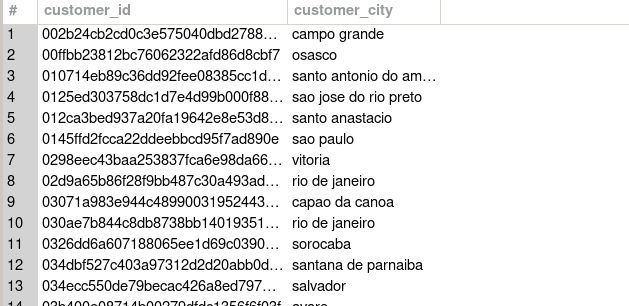 # customer_id customer_city
1 002b24cb2cd0c3e575040dbd2788… campo grande
2 00ffbb23812bc76062322afd86d8cbf7 osasco
3 010714eb89c36dd92fee08385cc1d… santo antonio do am…
4 0125ed303758dc1d7e4d99b000f88… sao jose do rio preto
5 012ca3bed937a20fa19642e8e53d8… santo anastacio
6 0145ffd2fcca22ddeebbcd95f7ad890e sao paulo
7 0298eec43baa253837fca6e98da66… vitoria
8 02d9a65b86f28f9bb487c30a493ad… rio de janeiro
9 03071a983e944c48990031952443… capao da canoa
10 030ae7b844c8db8738bb14019351… rio de janeiro
11 0326dd6a607188065ee1d69c0390… sorocaba
12 034dbf527c403a97312d2d20abb0d… santana de parnaiba
13 034ecc550de79becac426a8ed797… salvador
14